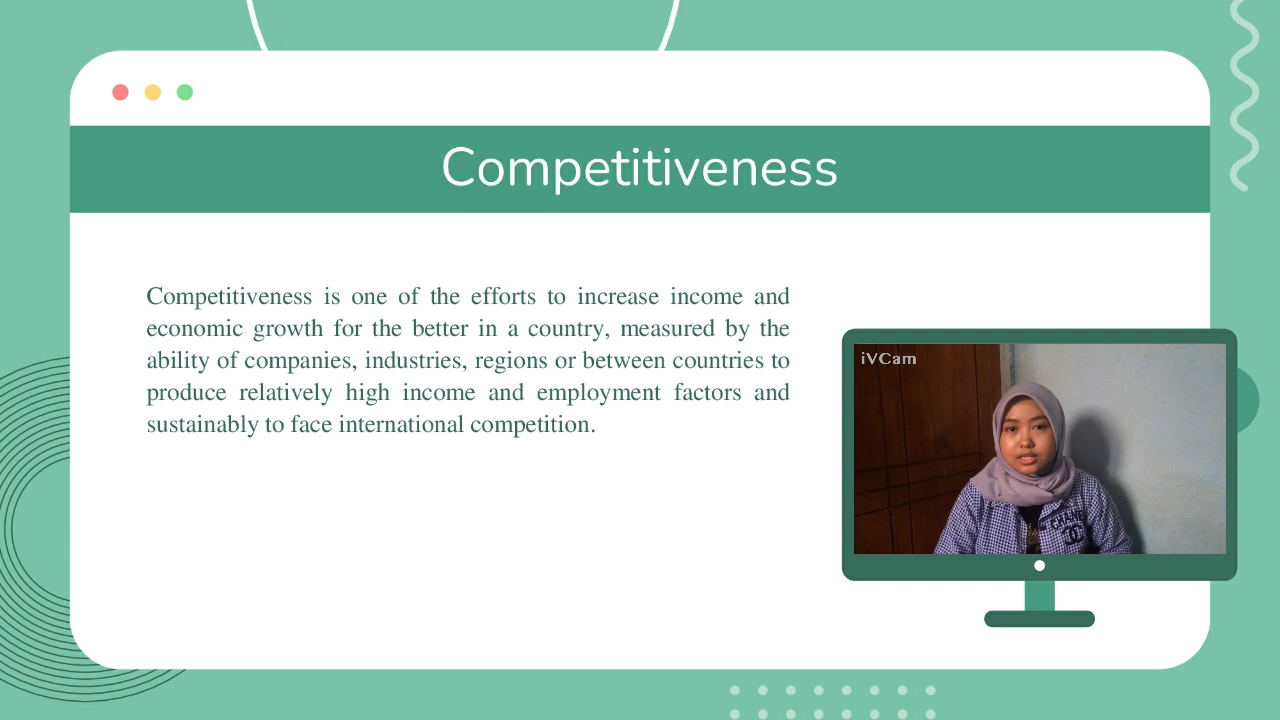 Competitiveness
Competitiveness is one of the efforts to increase income and
economic growth for the better in a country, measured by the
ability of companies, industries, regions or between countries to
produce relatively high income and employment factors and
sustainably to face international competition.
iVCam